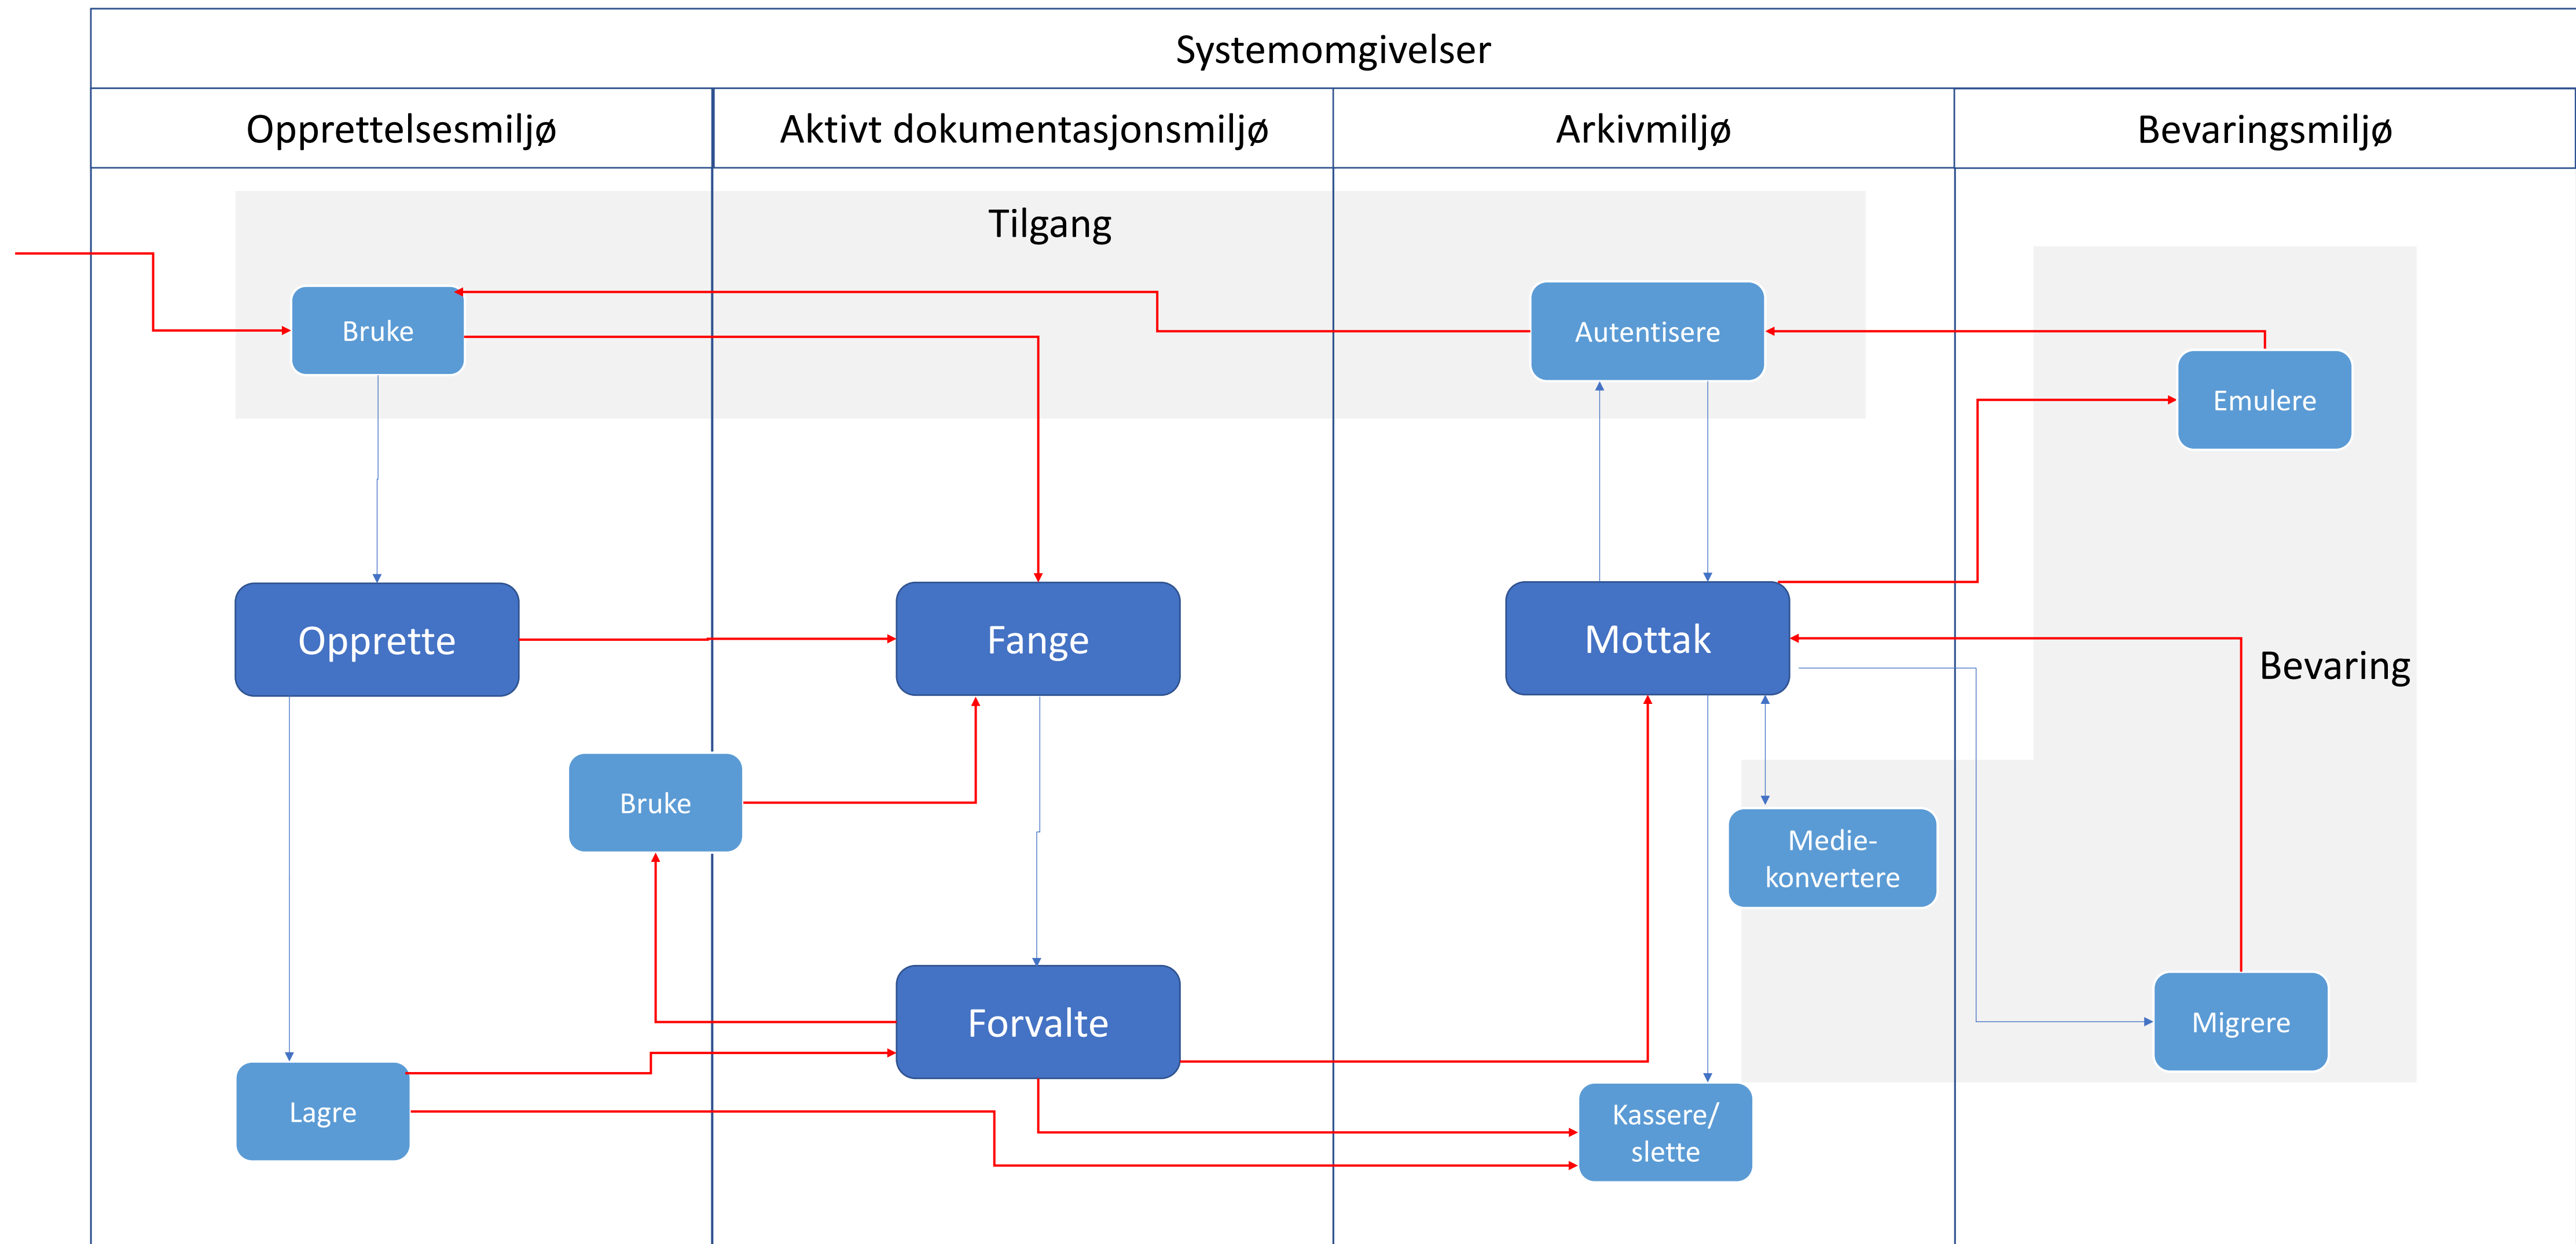 Systemomgivelser
Opprettelsesmiljø
Aktivt dokumentasjonsmiljø
Arkivmiljø
Bevaringsmiljø
Tilgang
Bruke
Autentisere
Emulere
Opprette
Fange
Mottak
Bevaring
Bruke
Medie-
konvertere
Forvalte
Migrere
Lagre
Kassere/
slette